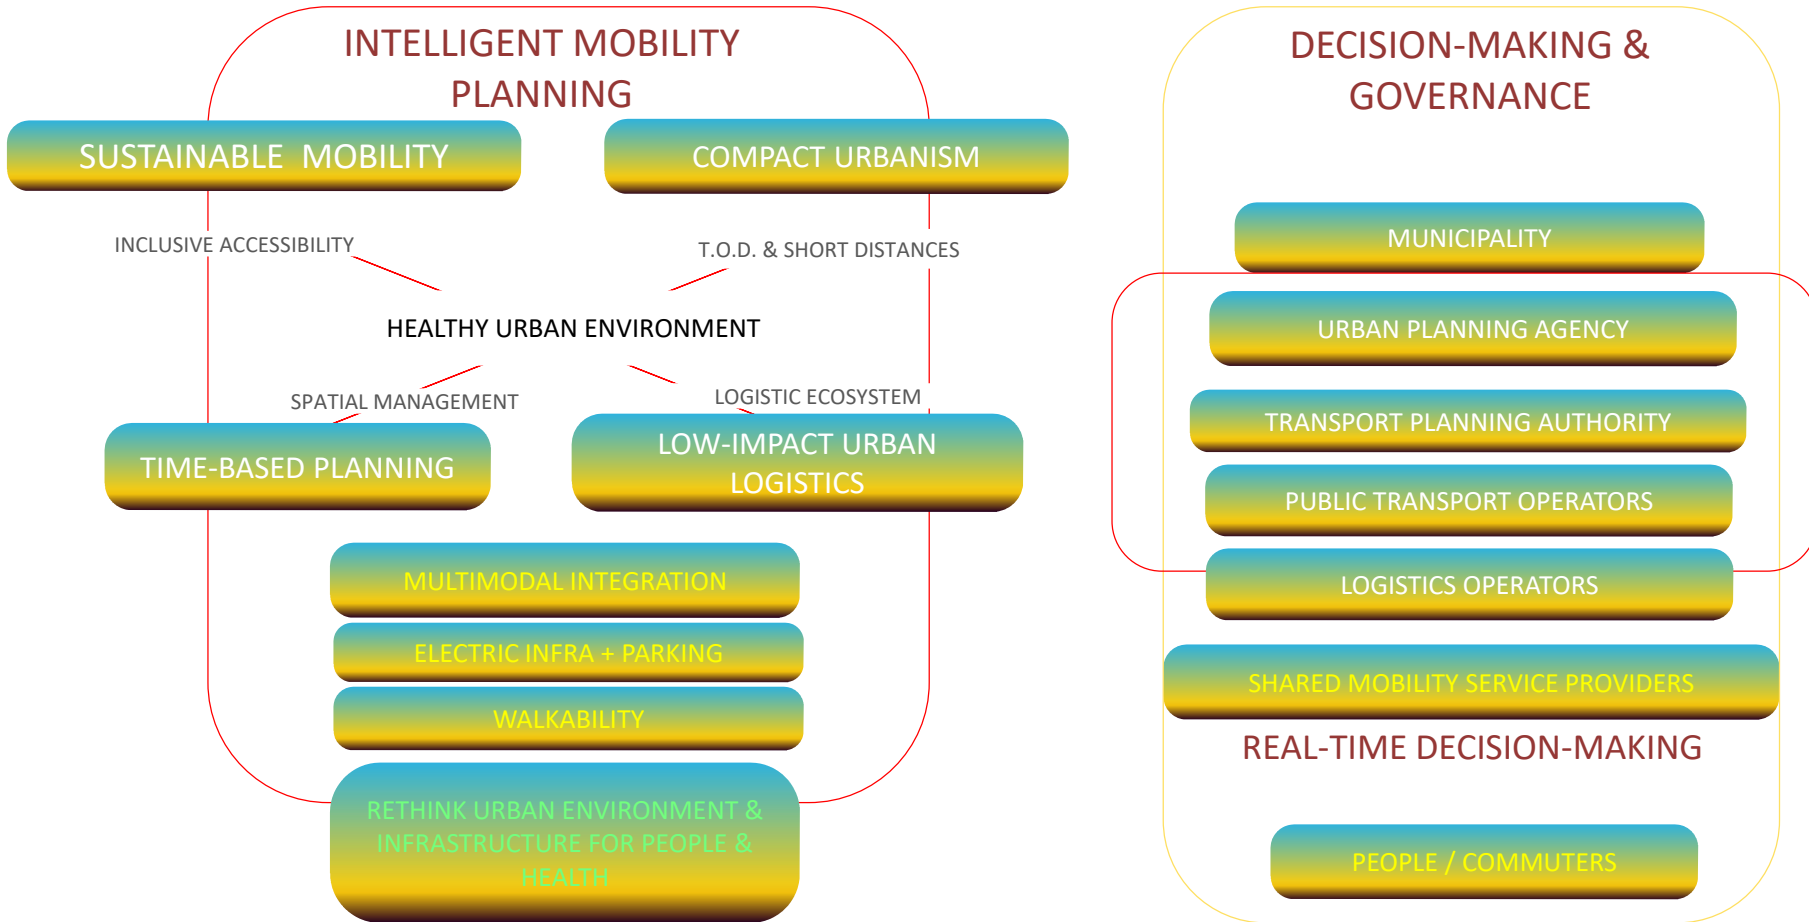 INTELLIGENT MOBILITY
PLANNING
SUSTAINABLE MOBILITY
COMPACT URBANISM
INCLUSIVE ACCESSIBILITY
T.O.D. & SHORT DISTANCES
HEALTHY URBAN ENVIRONMENT
SPATIAL MANAGEMENT
LOGISTIC ECOSYSTEM
TIME-BASED PLANNING
LOW-IMPACT URBAN
LOGISTICS
MULTIMODAL INTEGRATION
ELECTRIC INFRA + PARKING
WALKABILITY
RETHINK URBAN ENVIRONMENT &
INFRASTRUCTURE FOR PEOPLE &
HEALTH
DECISION-MAKING &
GOVERNANCE
MUNICIPALITY
URBAN PLANNING AGENCY
TRANSPORT PLANNING AUTHORITY
PUBLIC TRANSPORT OPERATORS
LOGISTICS OPERATORS
SHARED MOBILITY SERVICE PROVIDERS
REAL-TIME DECISION-MAKING
PEOPLE / COMMUTERS